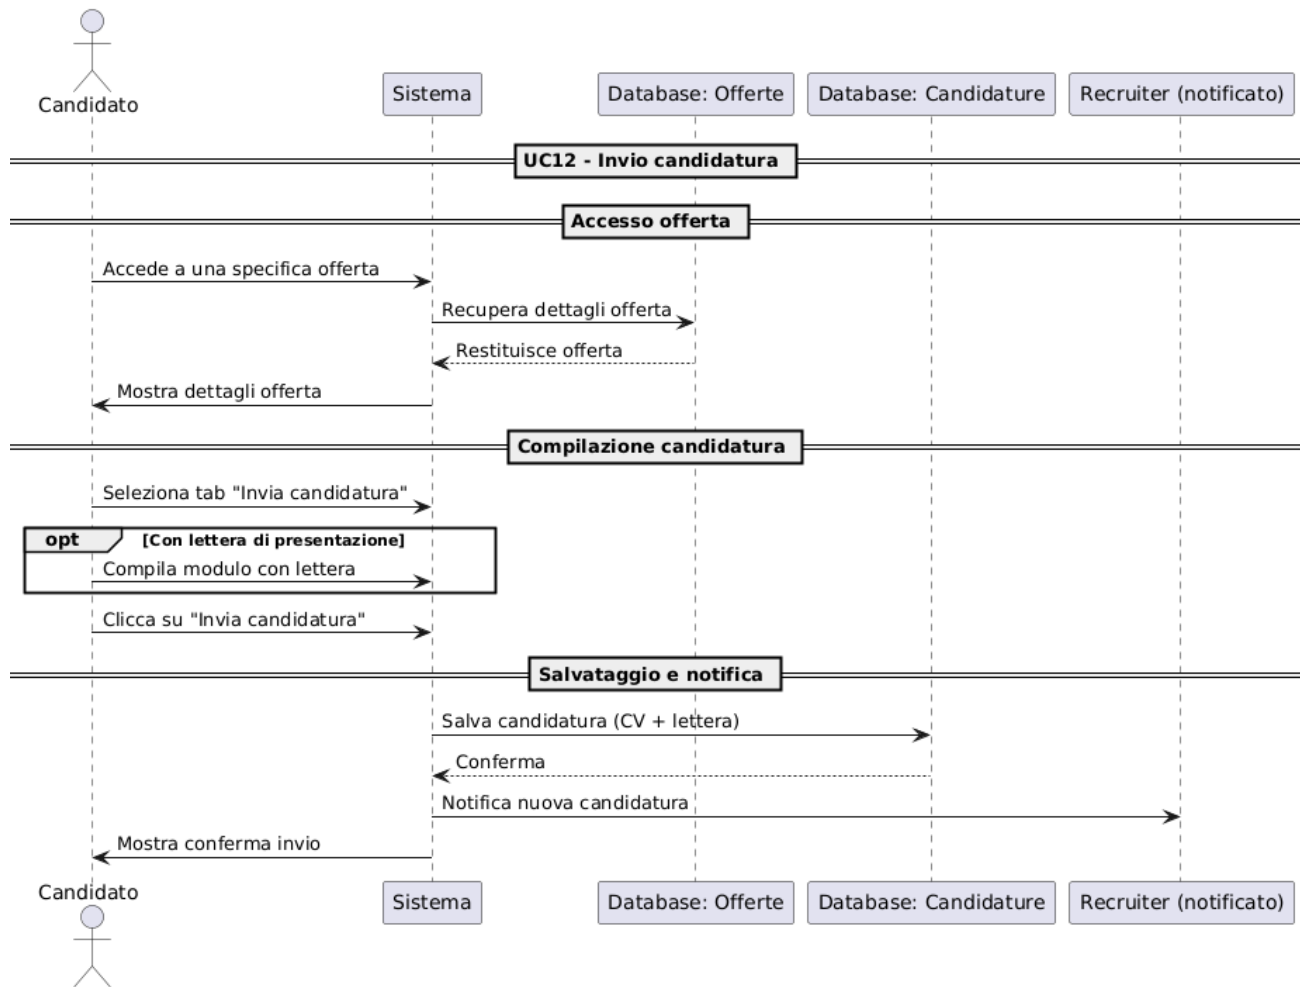 Candidato
Sistema
Database: Offerte
Database: Candidature
Recruiter (notificato)
UC12 - Invio candidatura
Accesso offerta
Accede a una specifica offerta
Recupera dettagli offerta
Restituisce offerta
Mostra dettagli offerta
Compilazione candidatura
Seleziona tab "Invia candidatura"
opt
[Con lettera di presentazione]
Compila modulo con lettera
Clicca su "Invia candidatura"
Salvataggio e notifica
Salva candidatura (CV + lettera)
Conferma
Notifica nuova candidatura
Mostra conferma invio
Candidato
Sistema
Database: Offerte
Database: Candidature
Recruiter (notificato)